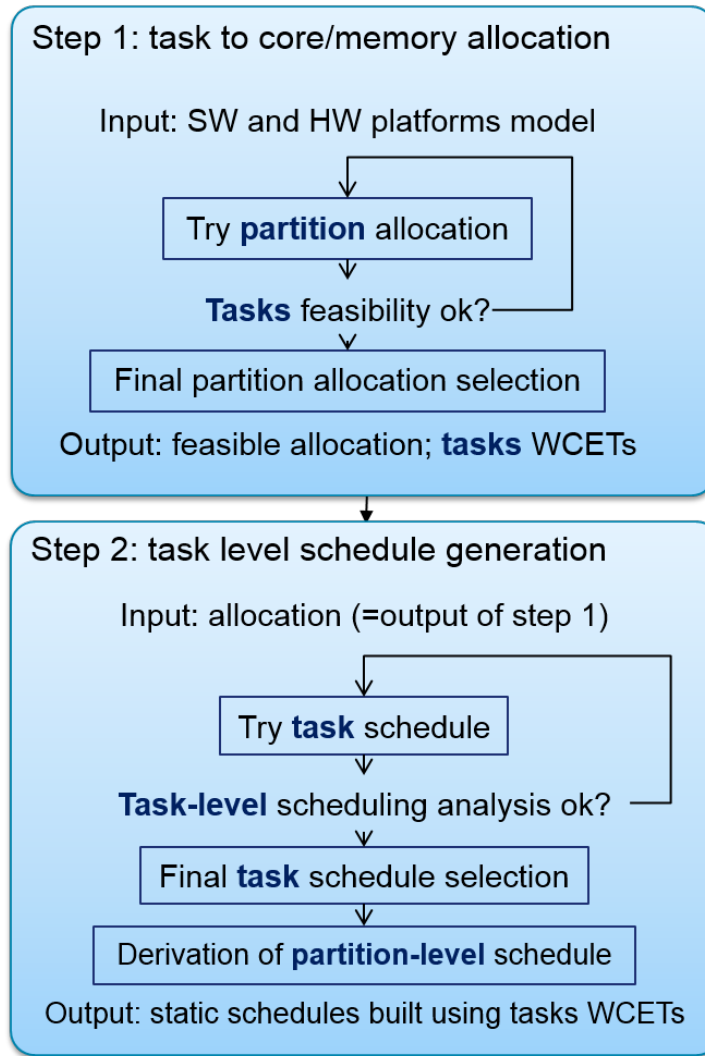 Step 1: task to core/memory allocation
Input: SW and HW platforms model
Try partition allocation
Tasks feasibility ok?
Final partition allocation selection
Output: feasible allocation; tasks WCETs
Step 2: task level schedule generation
Input: allocation (=output of step 1)
Try task schedule
Task-level scheduling analysis ok?
Final task schedule selection
Derivation of partition-level schedule
Output: static schedules built using tasks WCETs